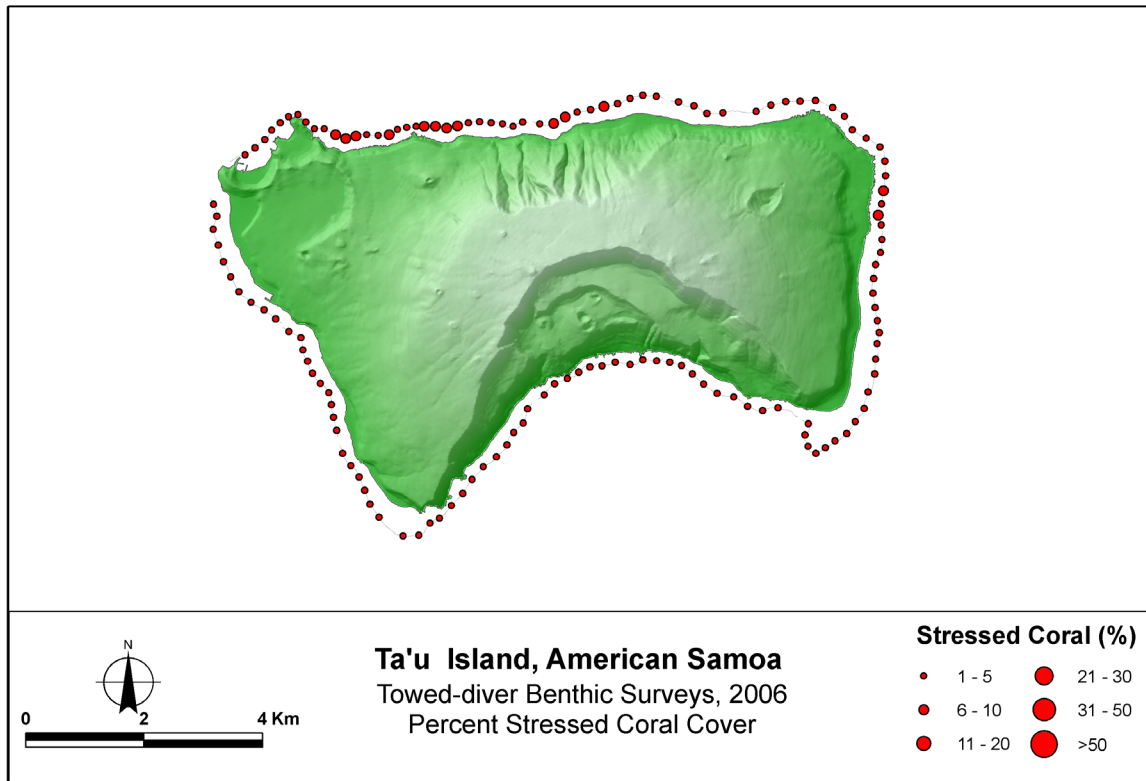 N
0 2 4 Km
Ta'u Island, American Samoa
Towed-diver Benthic Surveys, 2006
Percent Stressed Coral Cover
Stressed Coral (%)
1 - 5 21 - 30
6 - 10 31 - 50
11 - 20 >50